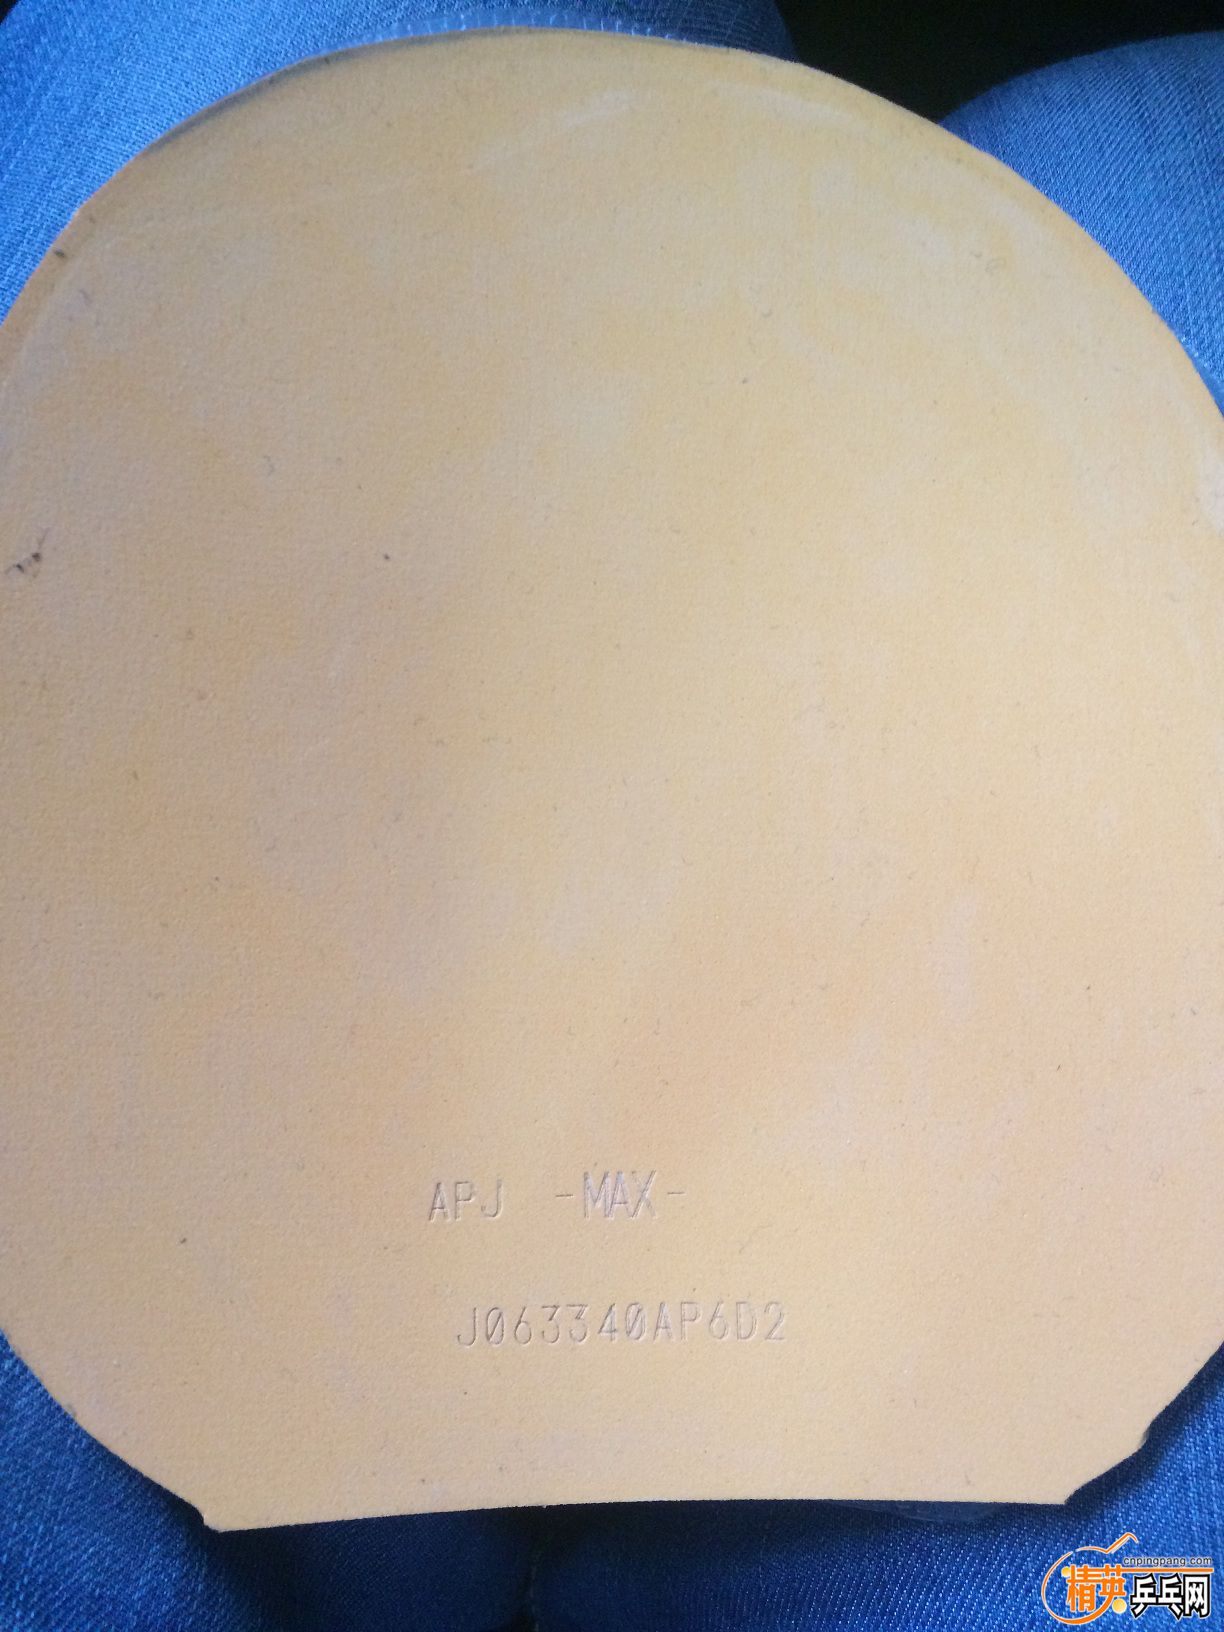 APJ -MAX-
J063340AP6D2
cnpingpang.com
精英乒乓网